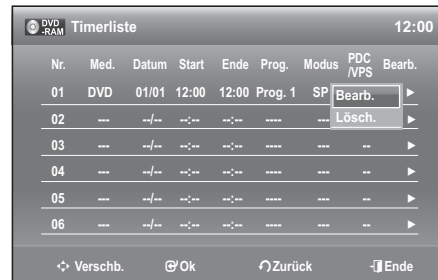 DVD -RAM Timerliste 12:00
Nr. Med. Datum Start Ende Prog. Modus PDC /VPS Bearb.
01 DVD 01/01 12:00 12:00 Prog. 1 SP Bearb. ►
02 --- --/-- --:-- --:-- ---- --- Lösch. ►
03 --- --/-- --:-- --:-- ---- --- -- ►
04 --- --/-- --:-- --:-- ---- --- -- ►
05 --- --/-- --:-- --:-- ---- --- -- ►
06 --- --/-- --:-- --:-- ---- --- -- ►
Verschb. Ok Zurück Ende